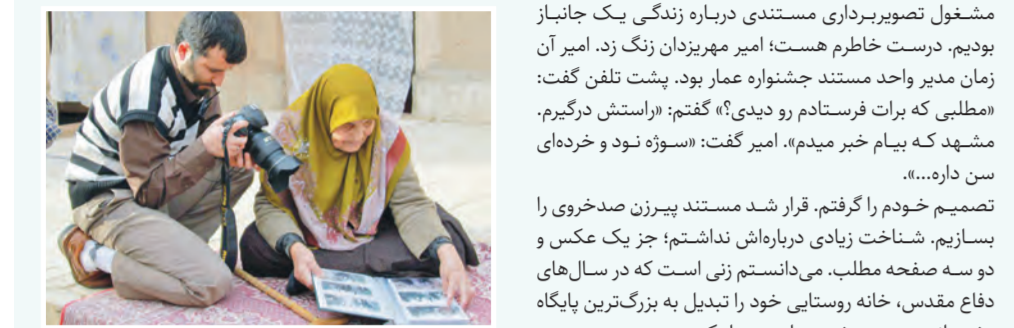 مشغول تصویربرداری مستندی درباره زندگی یک جانباز
بودیم. درست خاطرم هست؛ امیر مهریزدان زنگ زد. امیر آن
زمان مدیر واحد مستند جشنواره عمار بود. پشت تلفن گفت:
«مطلبی که برات فرستادم رو دیدی؟» گفتم: «راستش درگیرم.
مشهد که بیام خبر میدم». امیر گفت: «سوژه نود و خرده‌ای
سن داره...».
تصمیم خودم را گرفتم. قرار شد مستند پیرزن صدخروی را
بسازیم. شناخت زیادی درباره‌اش نداشتم؛ جز یک عکس و
دو سه صفحه مطلب. می‌دانستم زنی است که در سال‌های
دفاع مقدس، خانه روستایی خود را تبدیل به بزرگ‌ترین پایگاه